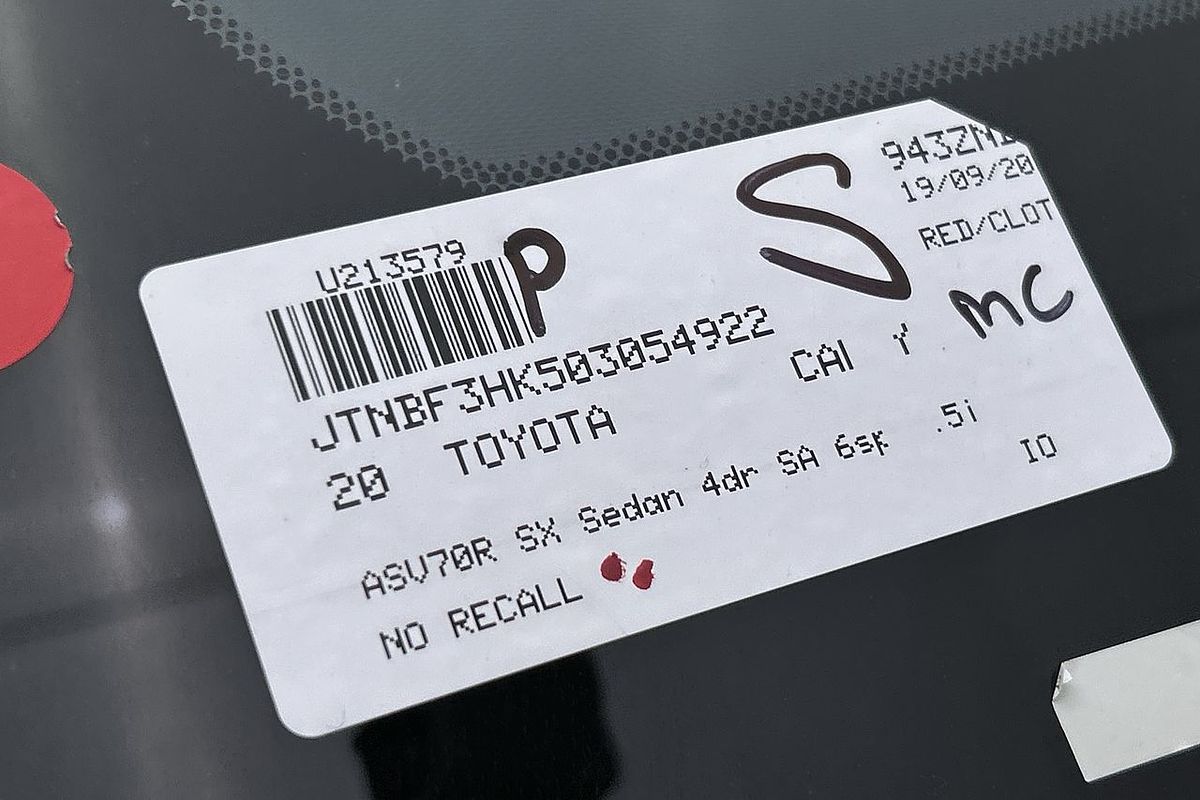 U213579 P S 943ZN
19/09/20
RED/CLOT
MC
JTNBF3HK503054922
20 TOYOTA CAI Y
ASV70R SX Sedan 4dr SA 6sp .5i
NO RECALL IO